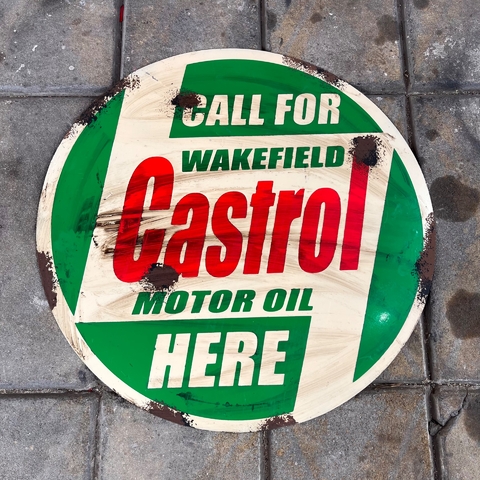 CALL FOR
WAKEFIELD
Castrol
MOTOR OIL
HERE